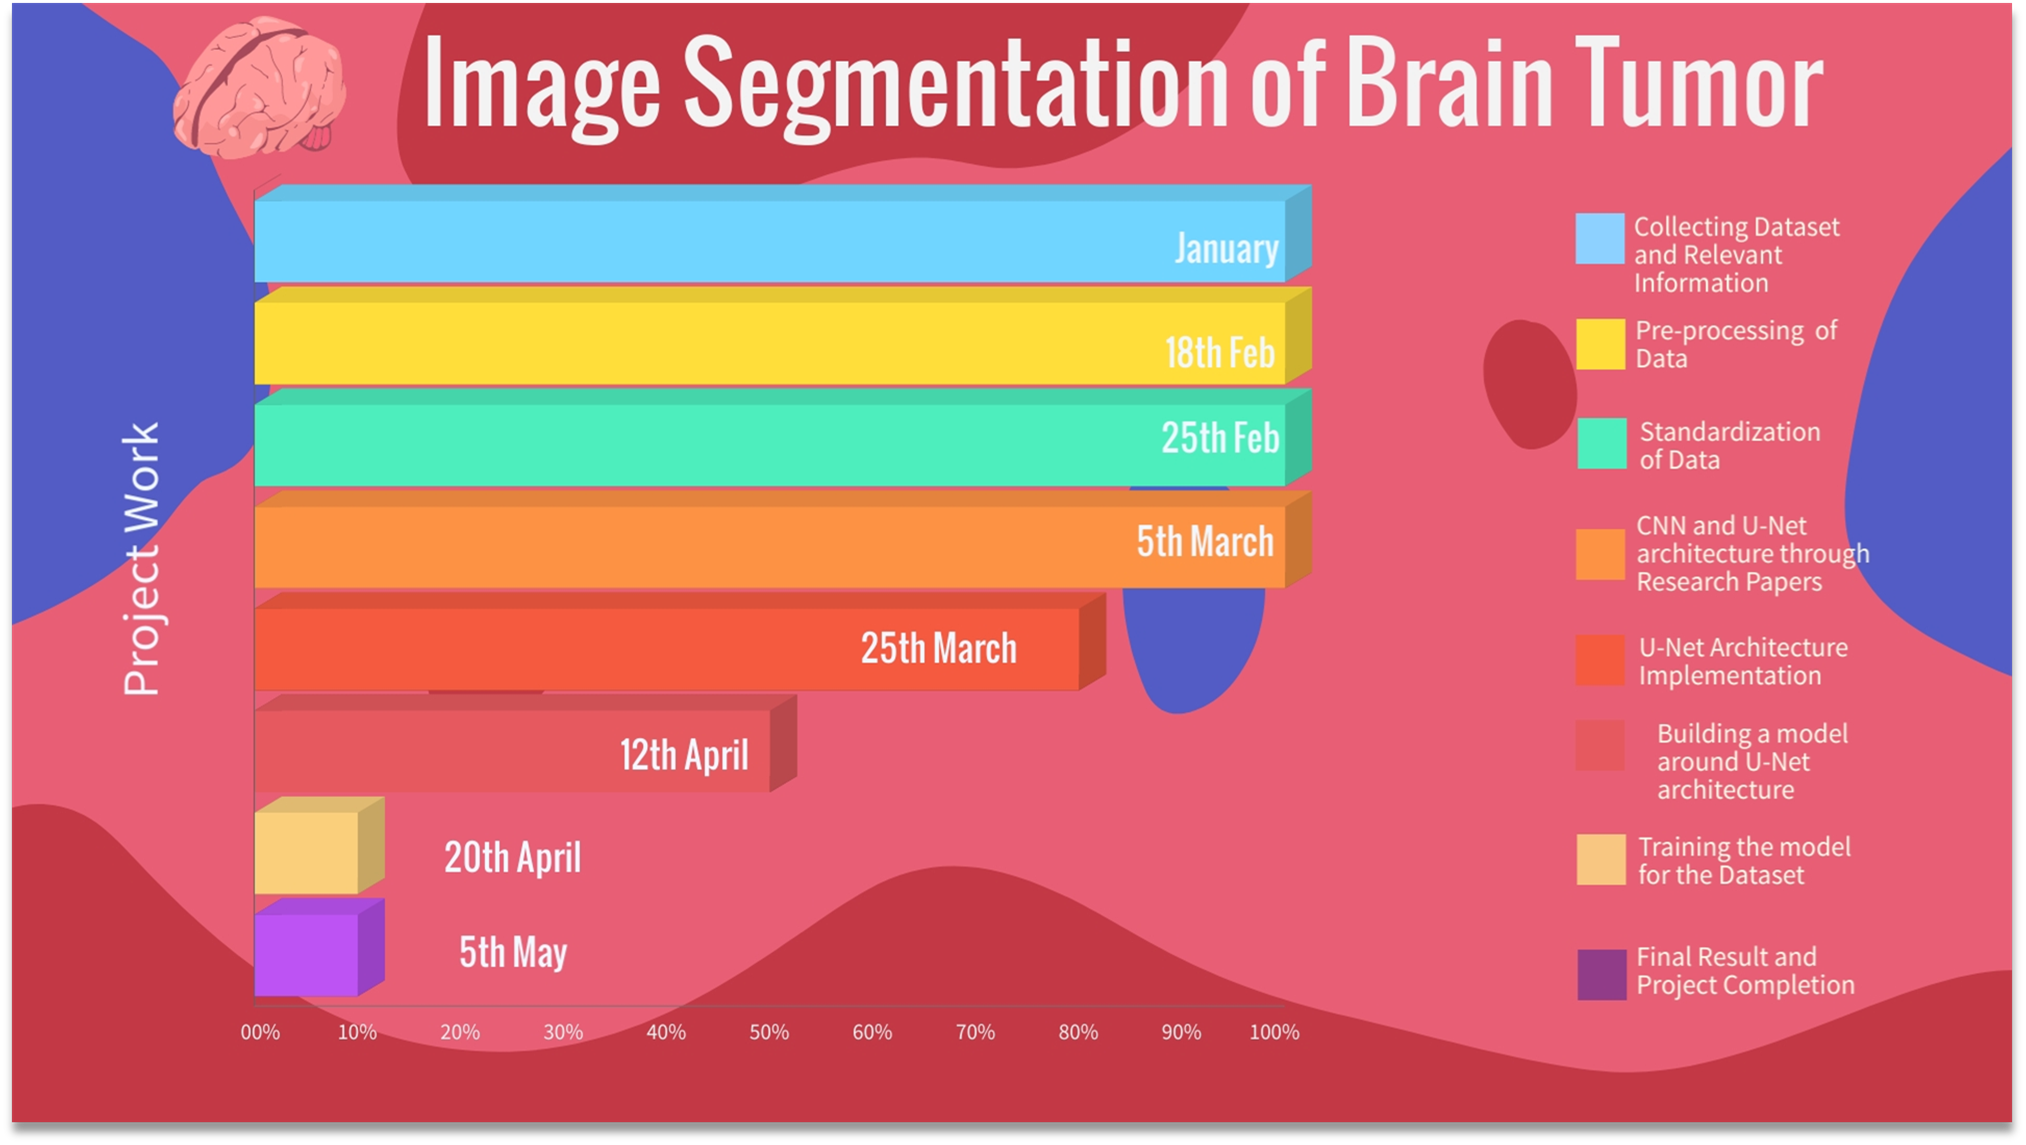 Image Segmentation of Brain Tumor
January
18th Feb
25th Feb
5th March
25th March
12th April
20th April
5th May
Project Work
00% 10% 20% 30% 40% 50% 60% 70% 80% 90% 100%
Collecting Dataset
and Relevant
Information
Pre-processing of
Data
Standardization
of Data
CNN and U-Net
architecture through
Research Papers
U-Net Architecture
Implementation
Building a model
around U-Net
architecture
Training the model
for the Dataset
Final Result and
Project Completion